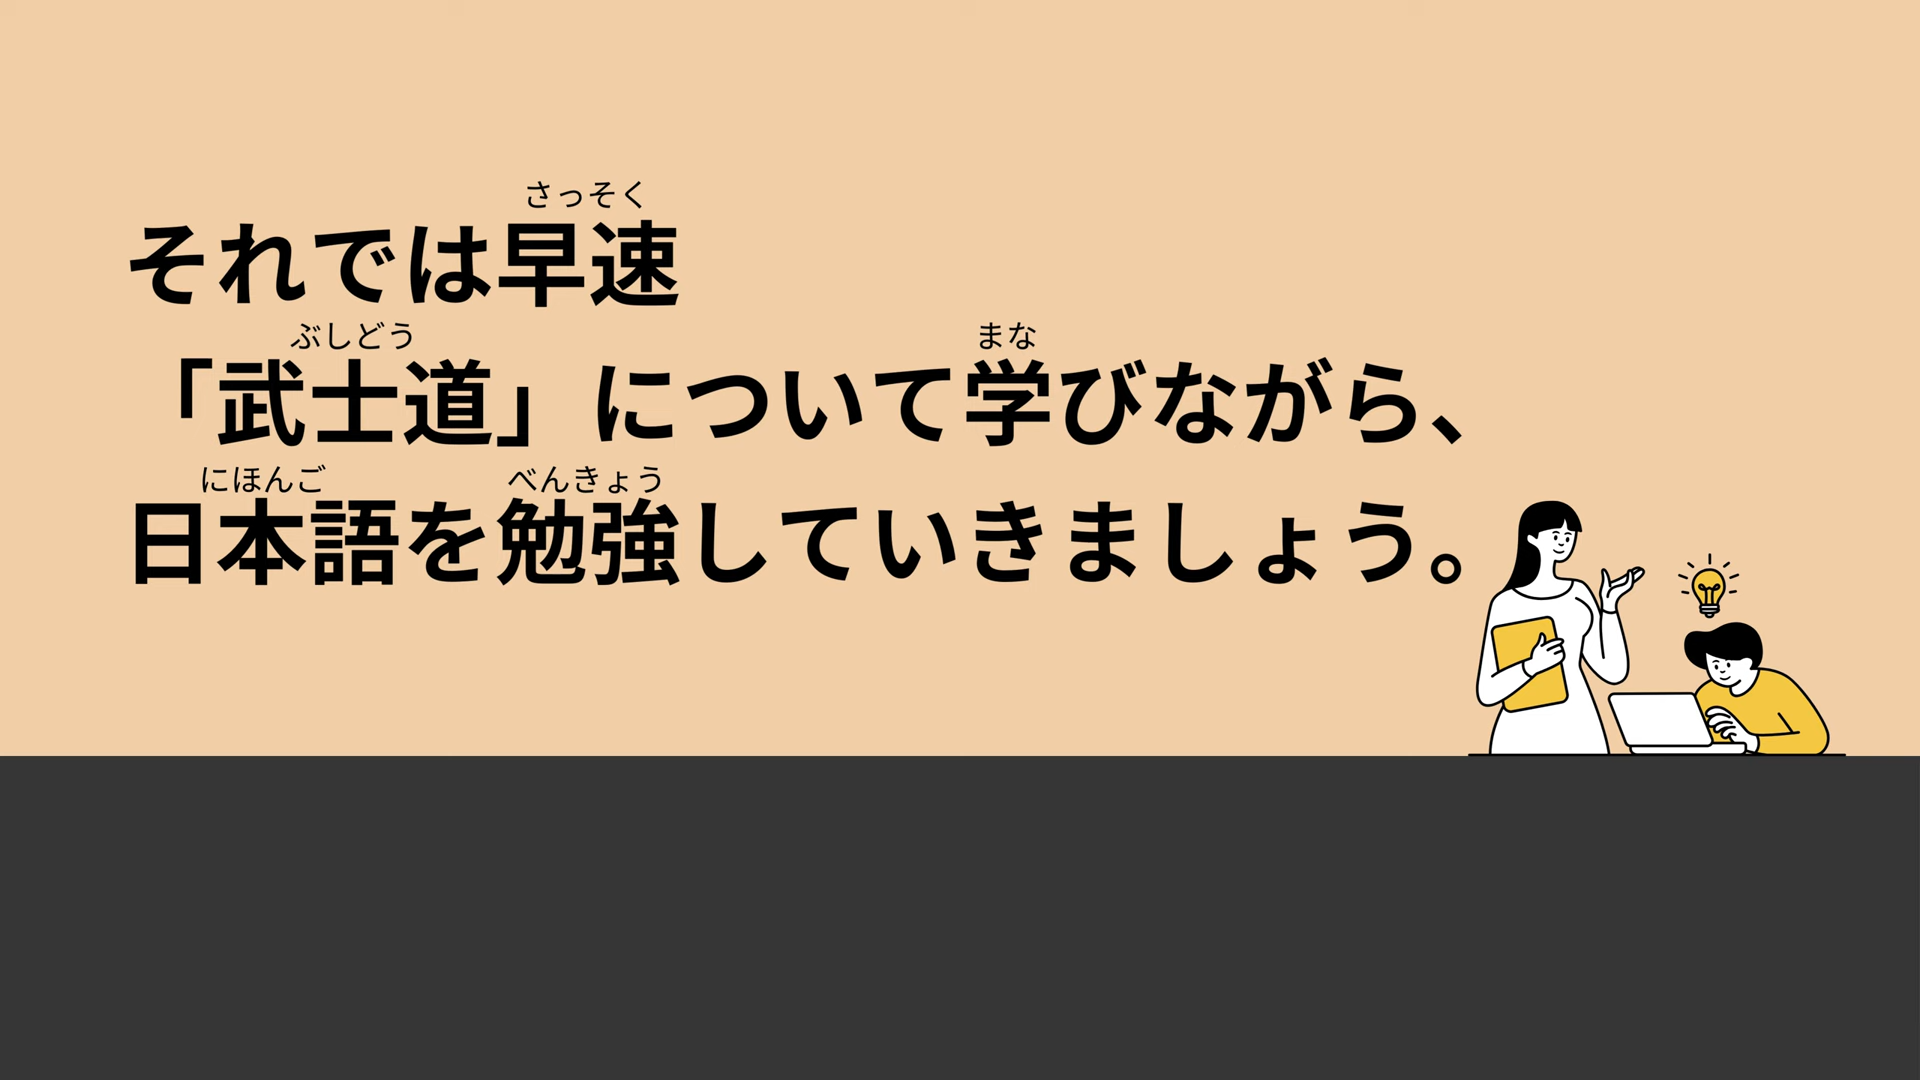 さっそく
それでは早速
ぶしどう まな
「武士道」について学びながら、
にほんご べんきょう
日本語を勉強していきましょう。